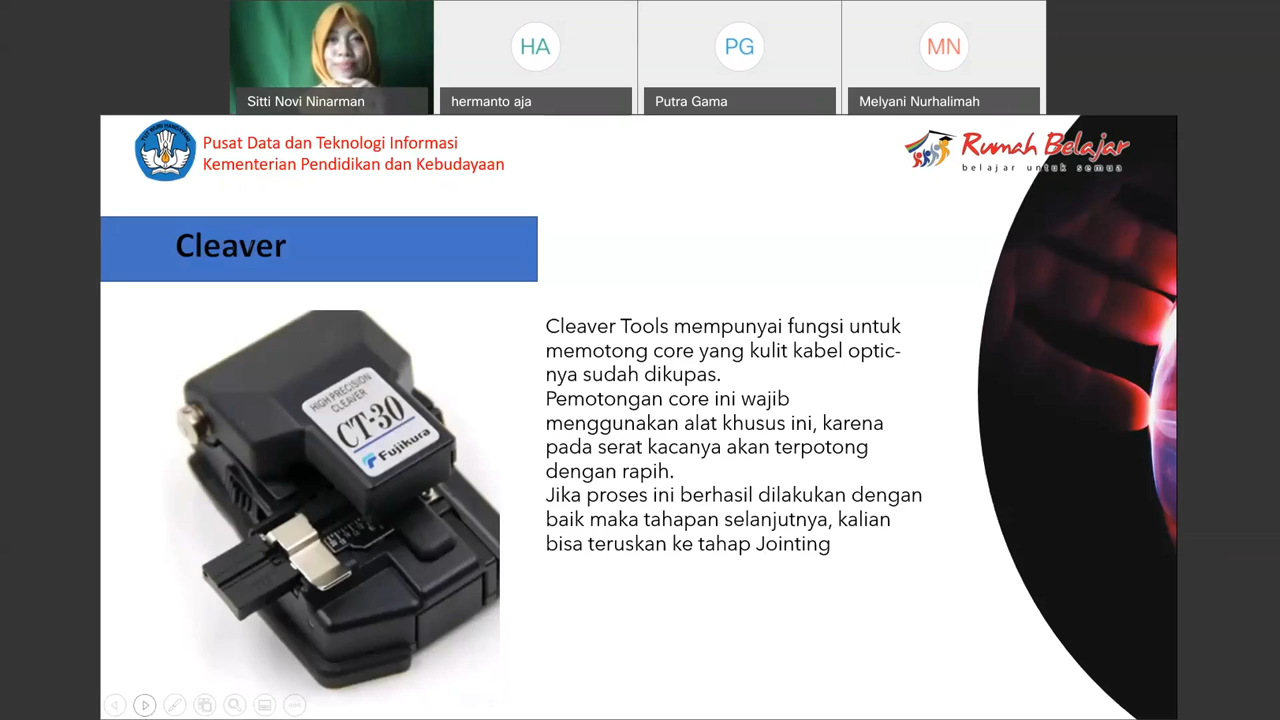 HA
PG
MN
Sitti Novi Ninarman
hermanto aja
Putra Gama
Melyani Nurhalimah
Pusat Data dan Teknologi Informasi
Kementerian Pendidikan dan Kebudayaan
Rumah Belajar
belajar untuk semua
Cleaver
HIGH PRECISION
CLEAVER
CT-30
Fujikura
Cleaver Tools mempunyai fungsi untuk
memotong core yang kulit kabel optic-
nya sudah dikupas.
Pemotongan core ini wajib
menggunakan alat khusus ini, karena
pada serat kacanya akan terpotong
dengan rapih.
Jika proses ini berhasil dilakukan dengan
baik maka tahapan selanjutnya, kalian
bisa teruskan ke tahap Jointing